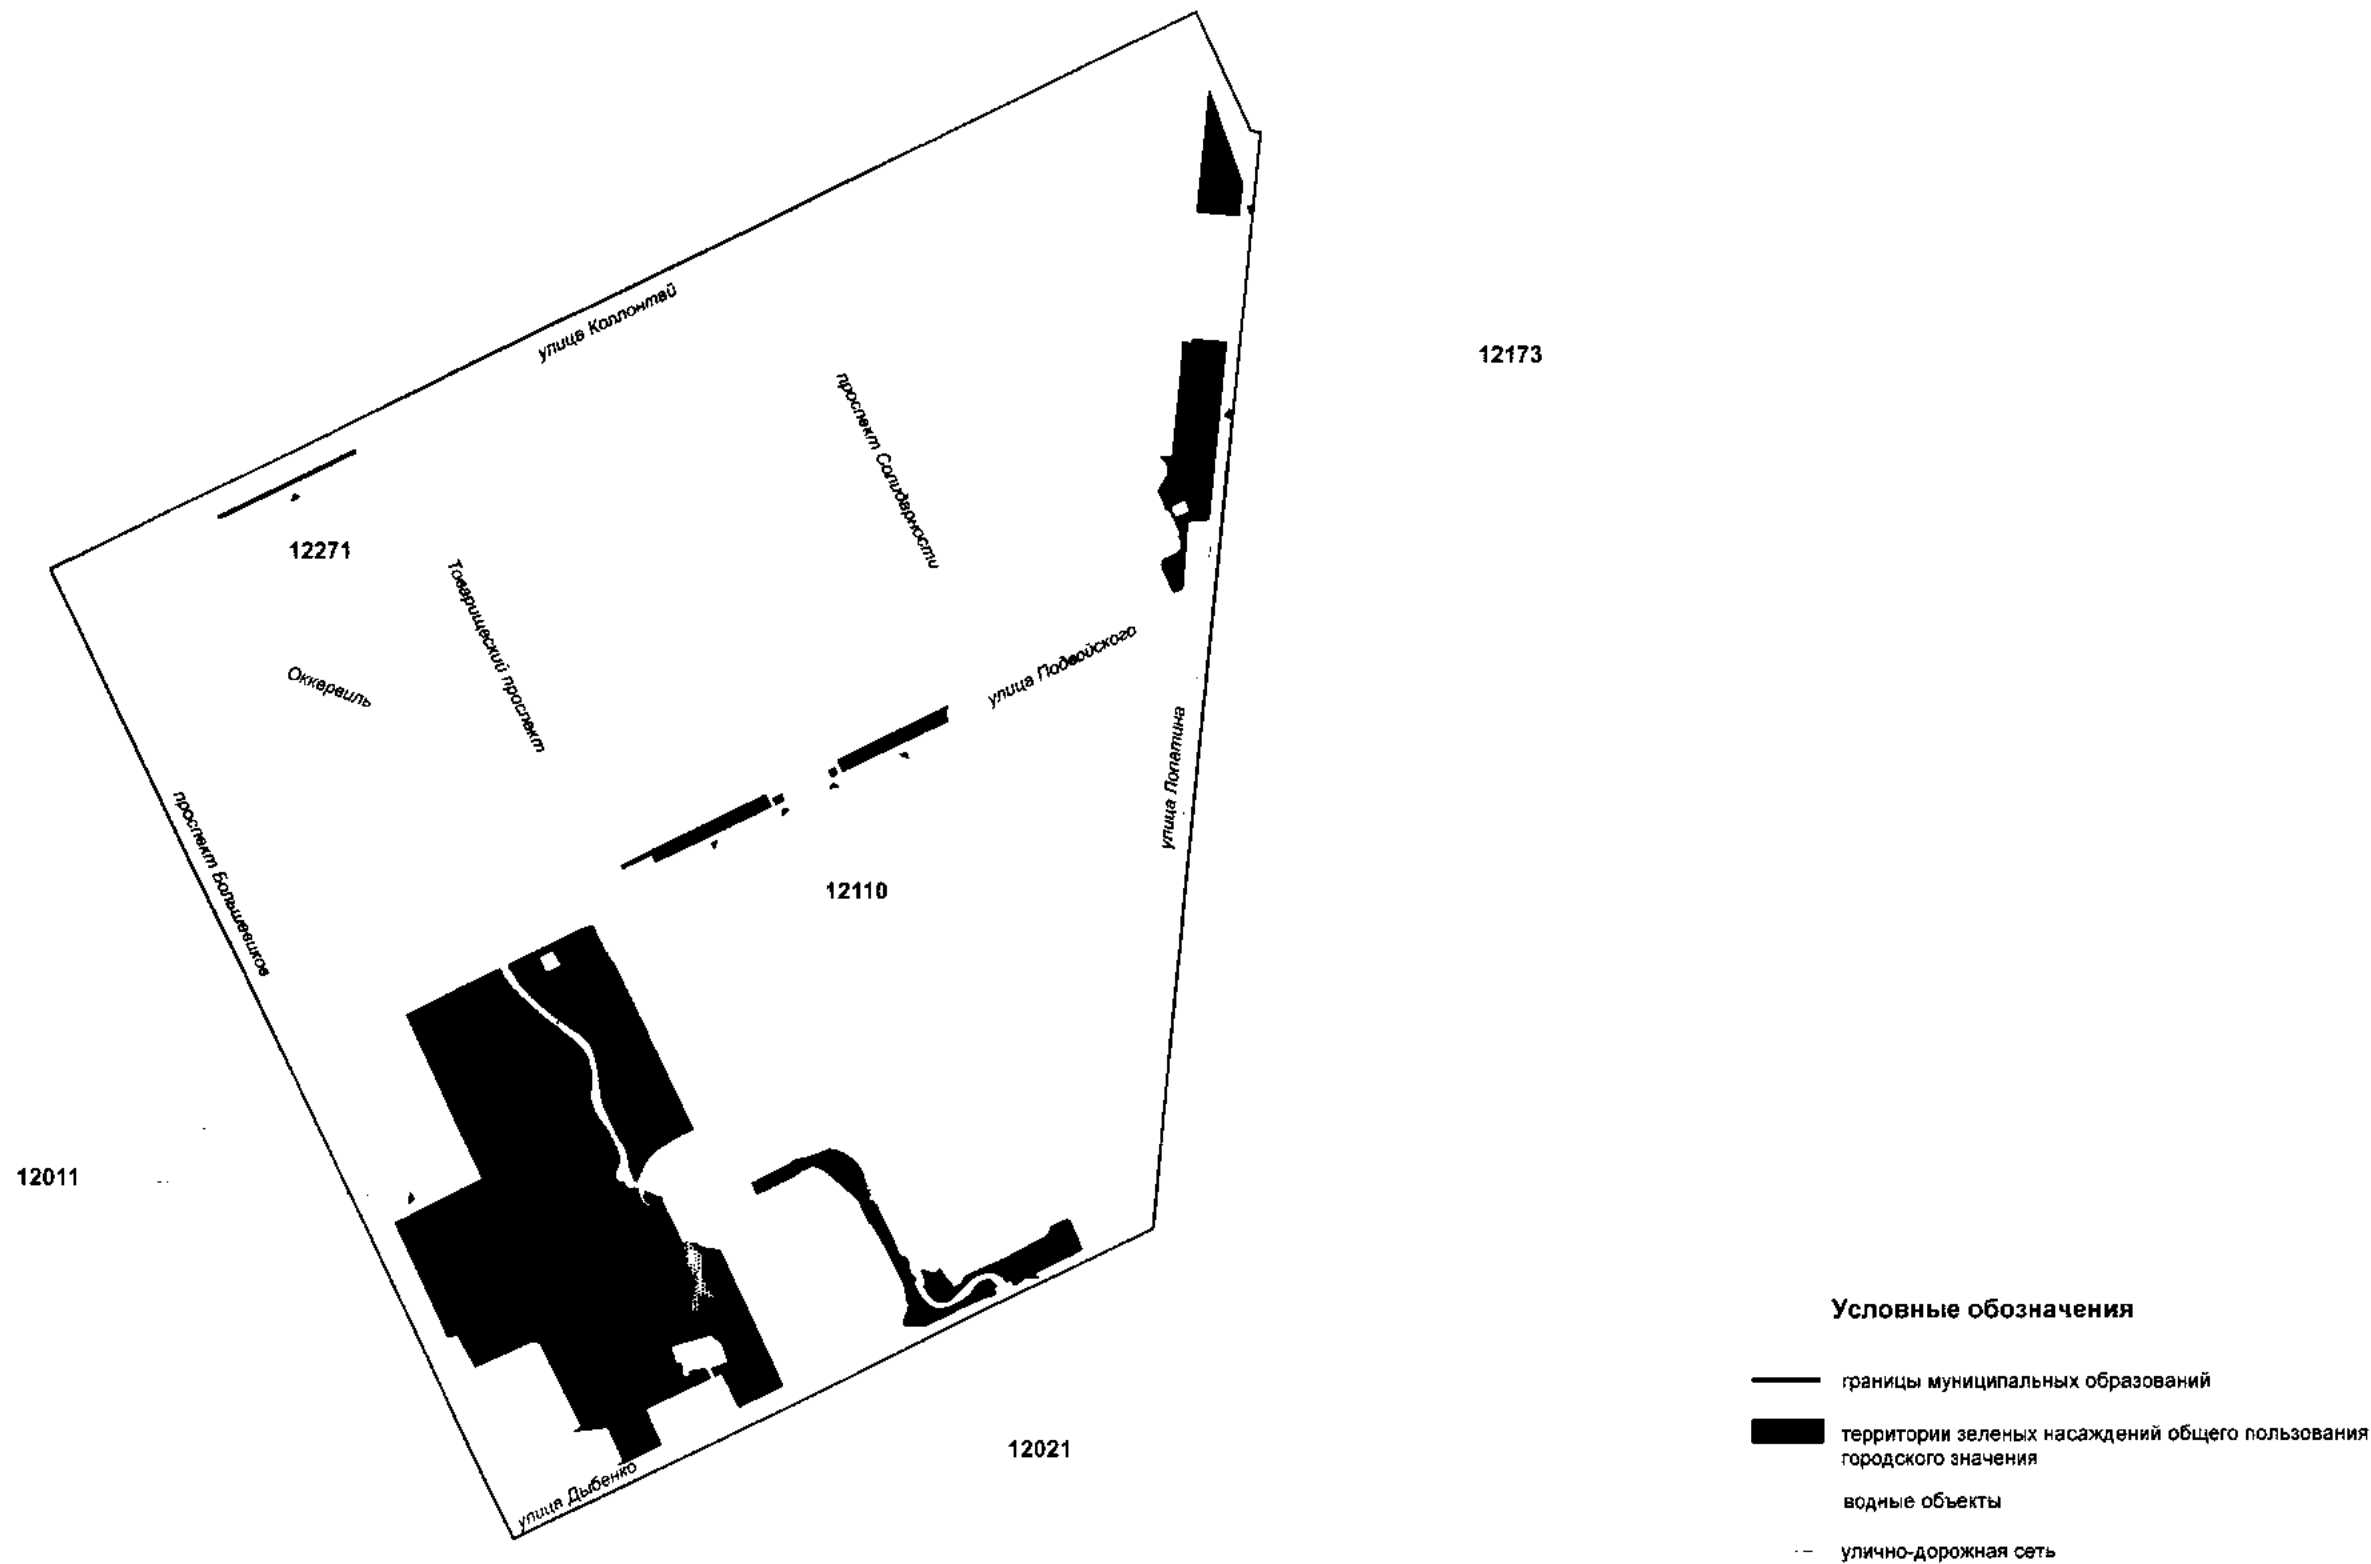 улица Коллонтай
12173
проспект Солидарности
12271
Товарищеский проспект
Оккервиль
улица Подвойского
улица Лопатина
проспект Большевиков
12110
12011
12021
улица Дыбенко
Условные обозначения
границы муниципальных образований
территории зеленых насаждений общего пользования
городского значения
водные объекты
улично-дорожная сеть